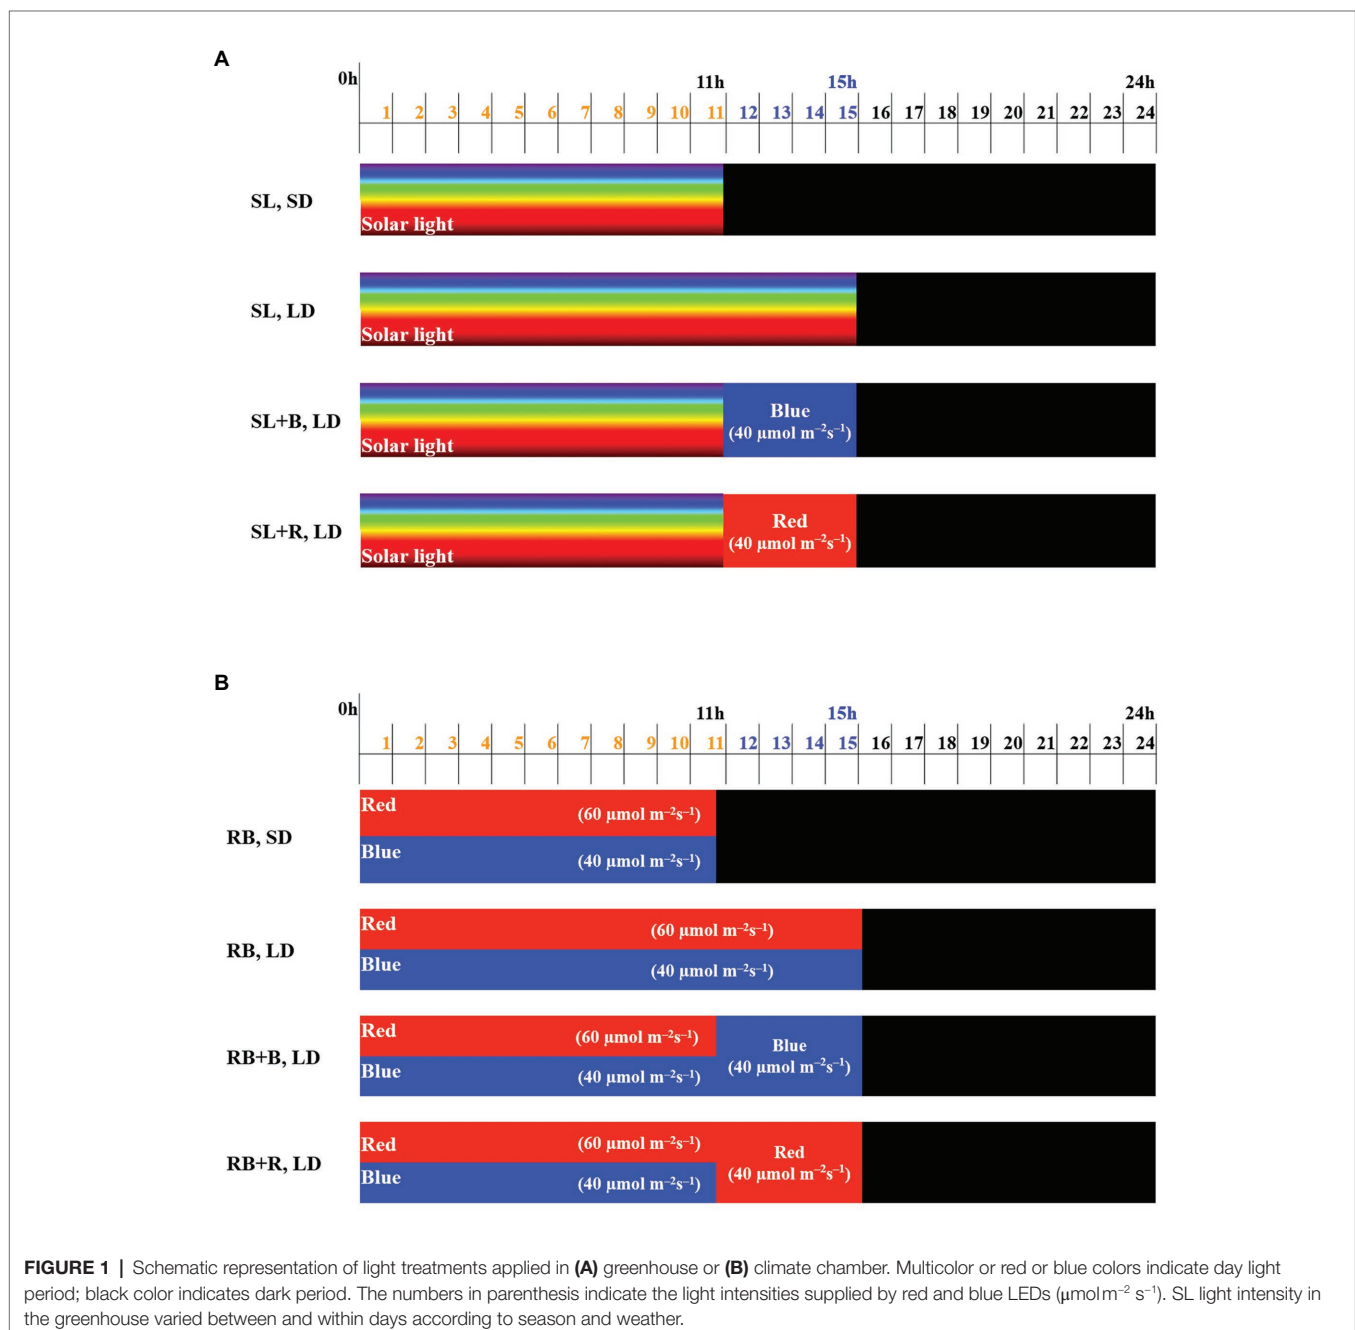 A
0h 11h 15h 24h
1 2 3 4 5 6 7 8 9 10 11 12 13 14 15 16 17 18 19 20 21 22 23 24
SL, SD
Solar light
SL, LD
Solar light
SL+B, LD
Solar light
Blue
(40 μmol m⁻²s⁻¹)
SL+R, LD
Solar light
Red
(40 μmol m⁻²s⁻¹)
B
0h 11h 15h 24h
1 2 3 4 5 6 7 8 9 10 11 12 13 14 15 16 17 18 19 20 21 22 23 24
RB, SD
Red (60 μmol m⁻²s⁻¹)
Blue (40 μmol m⁻²s⁻¹)
RB, LD
Red (60 μmol m⁻²s⁻¹)
Blue (40 μmol m⁻²s⁻¹)
RB+B, LD
Red (60 μmol m⁻²s⁻¹)
Blue (40 μmol m⁻²s⁻¹)
Blue
(40 μmol m⁻²s⁻¹)
RB+R, LD
Red (60 μmol m⁻²s⁻¹)
Blue (40 μmol m⁻²s⁻¹)
Red
(40 μmol m⁻²s⁻¹)
FIGURE 1 | Schematic representation of light treatments applied in (A) greenhouse or (B) climate chamber. Multicolor or red or blue colors indicate day light
period; black color indicates dark period. The numbers in parenthesis indicate the light intensities supplied by red and blue LEDs (μmol m⁻² s⁻¹). SL light intensity in
the greenhouse varied between and within days according to season and weather.